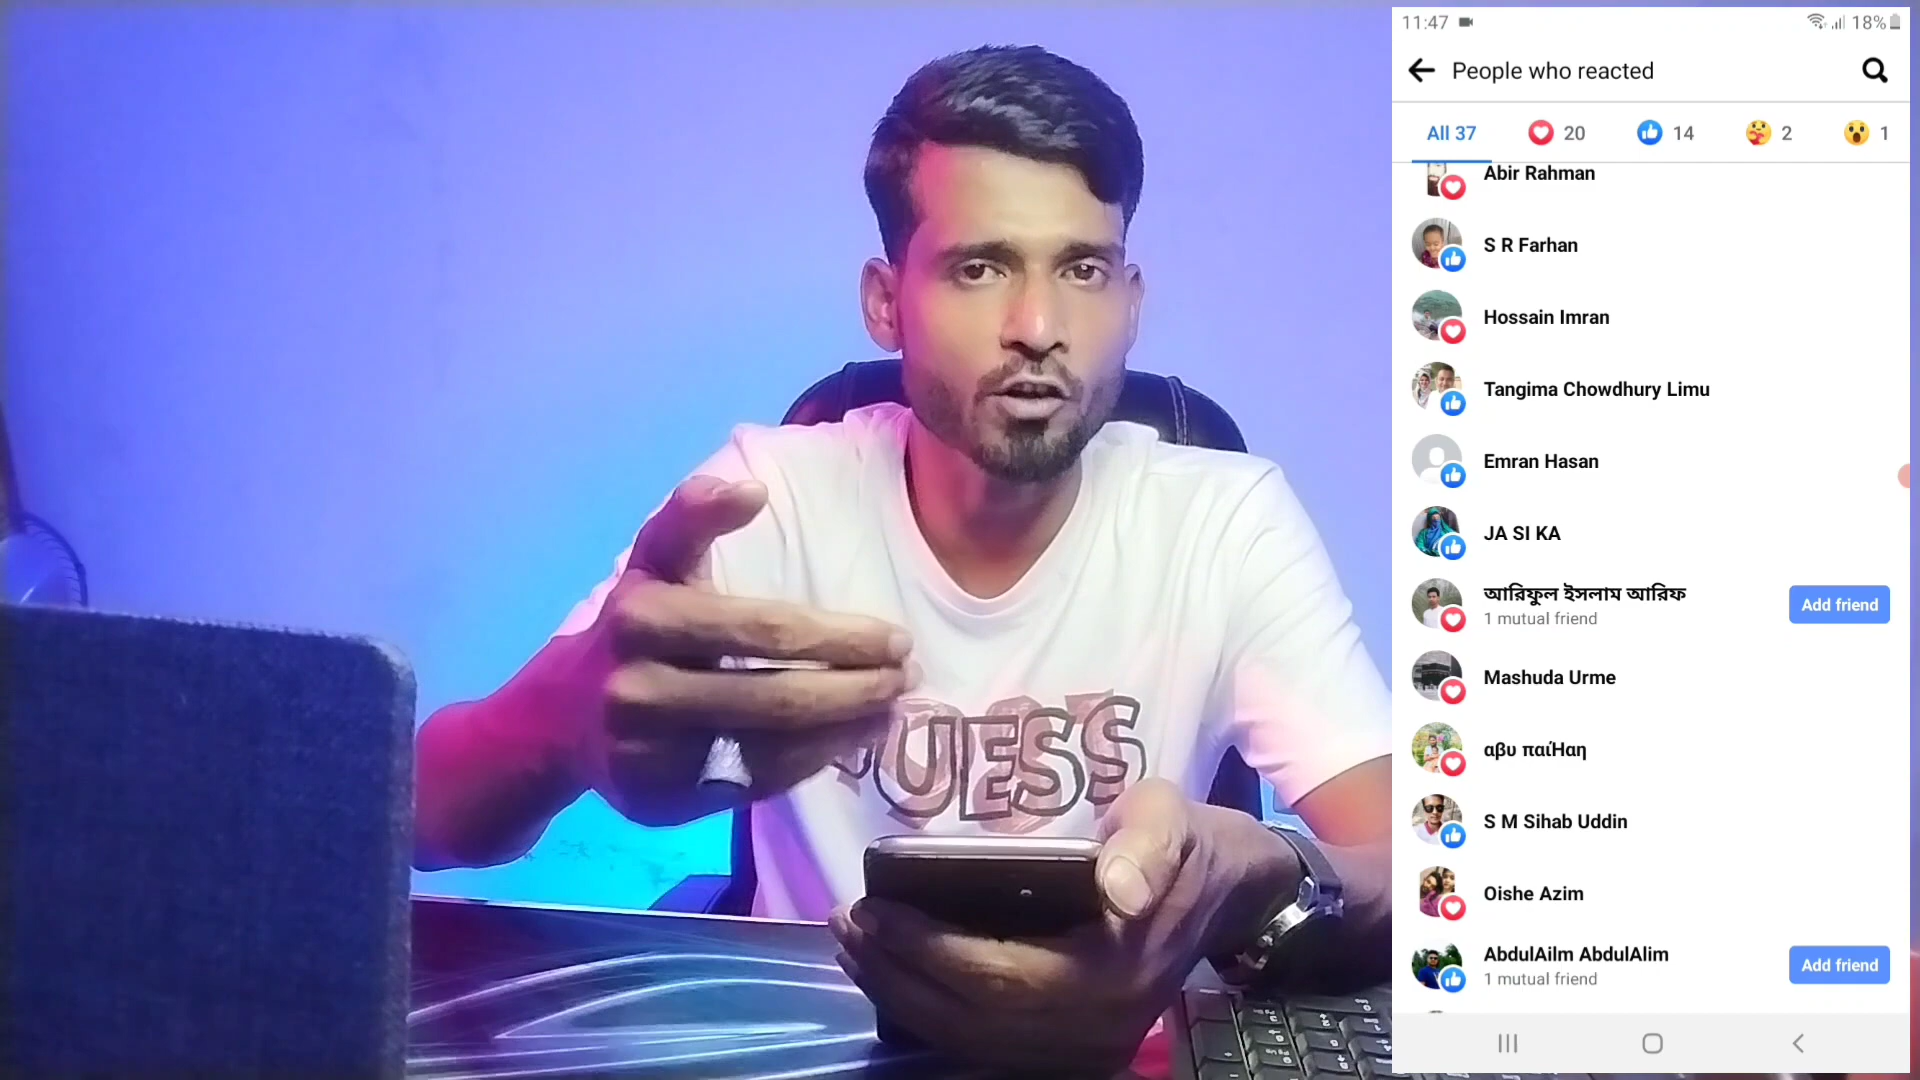 11:47
18%
People who reacted
All 37
20
14
2
1
Abir Rahman
S R Farhan
Hossain Imran
Tangima Chowdhury Limu
Emran Hasan
JA SI KA
আরিফুল ইসলাম আরিফ
1 mutual friend
Add friend
Mashuda Urme
αβυ παίHαη
S M Sihab Uddin
Oishe Azim
AbdulAilm AbdulAlim
1 mutual friend
Add friend
UESS